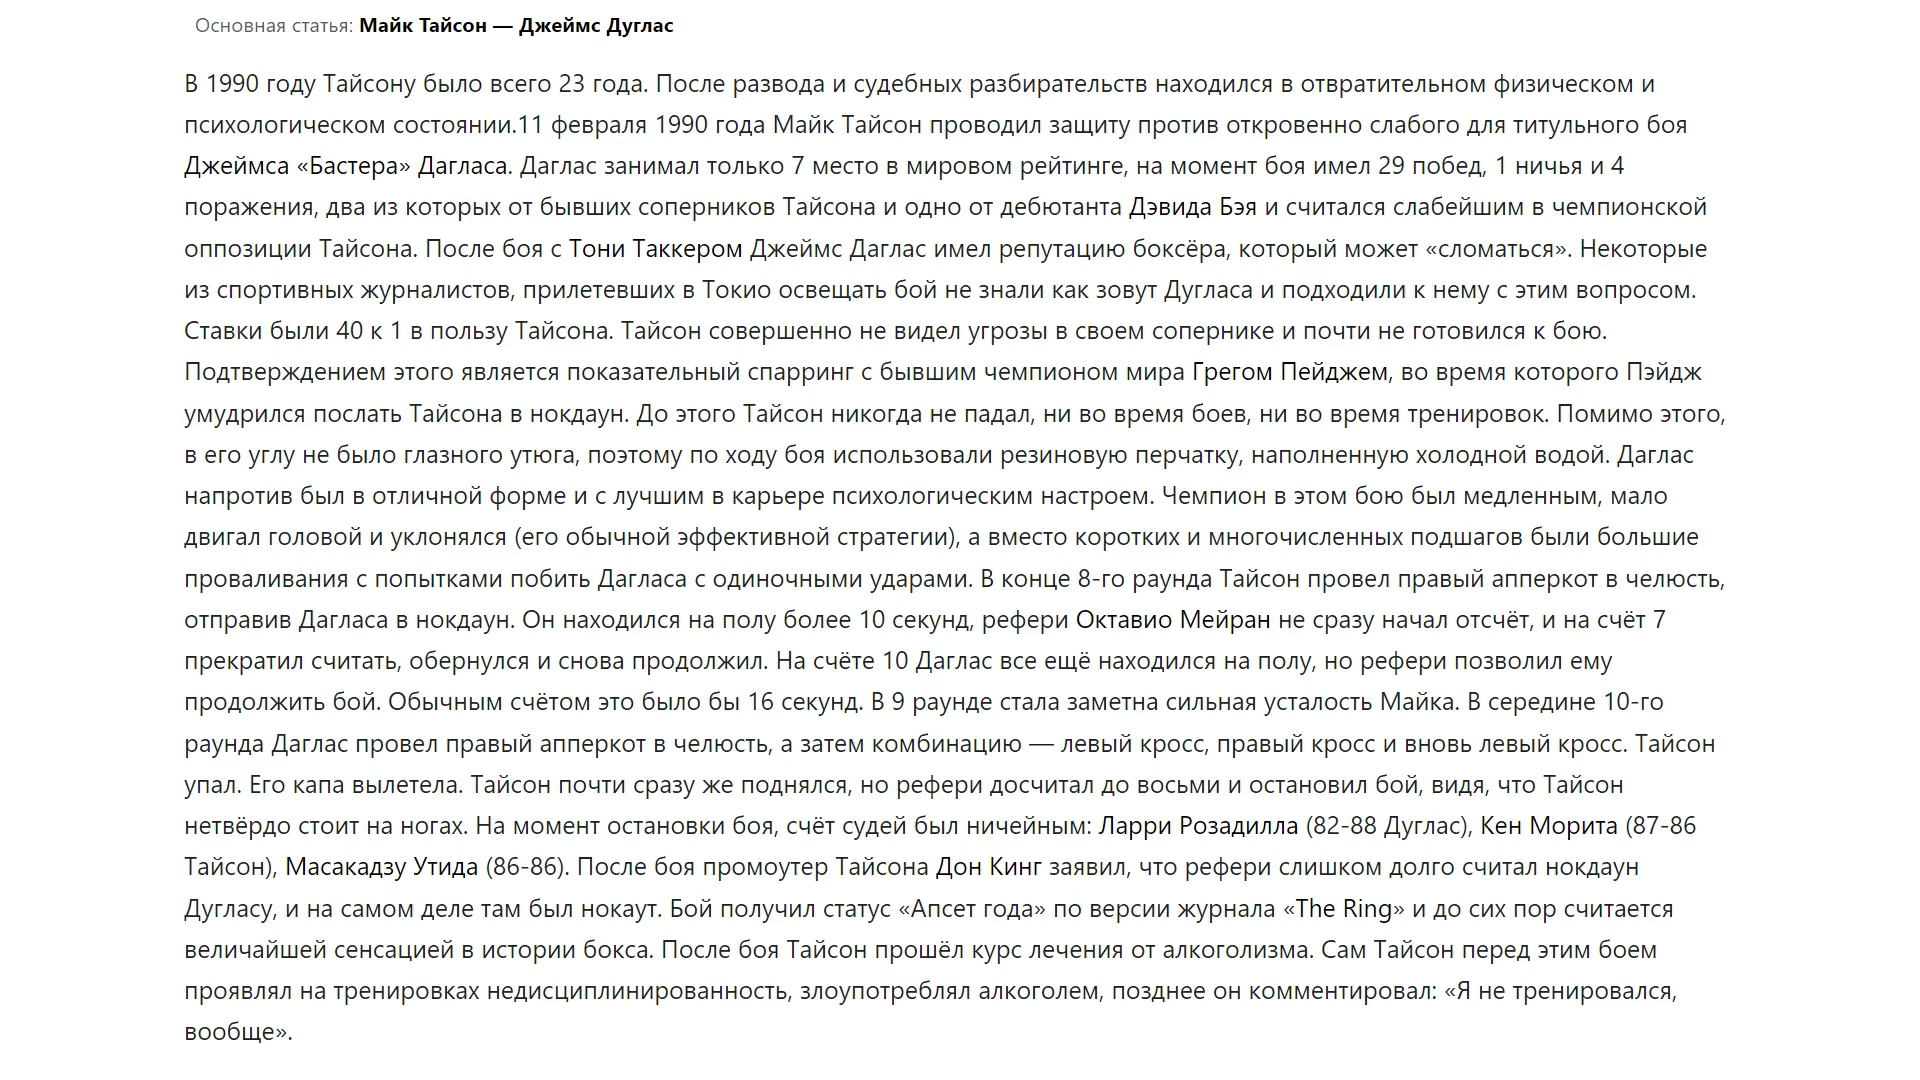 Основная статья: Майк Тайсон — Джеймс Дуглас
В 1990 году Тайсону было всего 23 года. После развода и судебных разбирательств находился в отвратительном физическом и
психологическом состоянии.11 февраля 1990 года Майк Тайсон проводил защиту против откровенно слабого для титульного боя
Джеймса «Бастера» Дагласа. Даглас занимал только 7 место в мировом рейтинге, на момент боя имел 29 побед, 1 ничья и 4
поражения, два из которых от бывших соперников Тайсона и одно от дебютанта Дэвида Бэя и считался слабейшим в чемпионской
оппозиции Тайсона. После боя с Тони Таккером Джеймс Даглас имел репутацию боксёра, который может «сломаться». Некоторые
из спортивных журналистов, прилетевших в Токио освещать бой не знали как зовут Дугласа и подходили к нему с этим вопросом.
Ставки были 40 к 1 в пользу Тайсона. Тайсон совершенно не видел угрозы в своем сопернике и почти не готовился к бою.
Подтверждением этого является показательный спарринг с бывшим чемпионом мира Грегом Пейджем, во время которого Пэйдж
умудрился послать Тайсона в нокдаун. До этого Тайсон никогда не падал, ни во время боев, ни во время тренировок. Помимо этого,
в его углу не было глазного утюга, поэтому по ходу боя использовали резиновую перчатку, наполненную холодной водой. Даглас
напротив был в отличной форме и с лучшим в карьере психологическим настроем. Чемпион в этом бою был медленным, мало
двигал головой и уклонялся (его обычной эффективной стратегии), а вместо коротких и многочисленных подшагов были большие
проваливания с попытками побить Дагласа с одиночными ударами. В конце 8-го раунда Тайсон провел правый апперкот в челюсть,
отправив Дагласа в нокдаун. Он находился на полу более 10 секунд, рефери Октавио Мейран не сразу начал отсчёт, и на счёт 7
прекратил считать, обернулся и снова продолжил. На счёте 10 Даглас все ещё находился на полу, но рефери позволил ему
продолжить бой. Обычным счётом это было бы 16 секунд. В 9 раунде стала заметна сильная усталость Майка. В середине 10-го
раунда Даглас провел правый апперкот в челюсть, а затем комбинацию — левый кросс, правый кросс и вновь левый кросс. Тайсон
упал. Его капа вылетела. Тайсон почти сразу же поднялся, но рефери досчитал до восьми и остановил бой, видя, что Тайсон
нетвёрдо стоит на ногах. На момент остановки боя, счёт судей был ничейным: Ларри Розадилла (82-88 Дуглас), Кен Морита (87-86
Тайсон), Масакадзу Утида (86-86). После боя промоутер Тайсона Дон Кинг заявил, что рефери слишком долго считал нокдаун
Дугласу, и на самом деле там был нокаут. Бой получил статус «Апсет года» по версии журнала «The Ring» и до сих пор считается
величайшей сенсацией в истории бокса. После боя Тайсон прошёл курс лечения от алкоголизма. Сам Тайсон перед этим боем
проявлял на тренировках недисциплинированность, злоупотреблял алкоголем, позднее он комментировал: «Я не тренировался,
вообще».